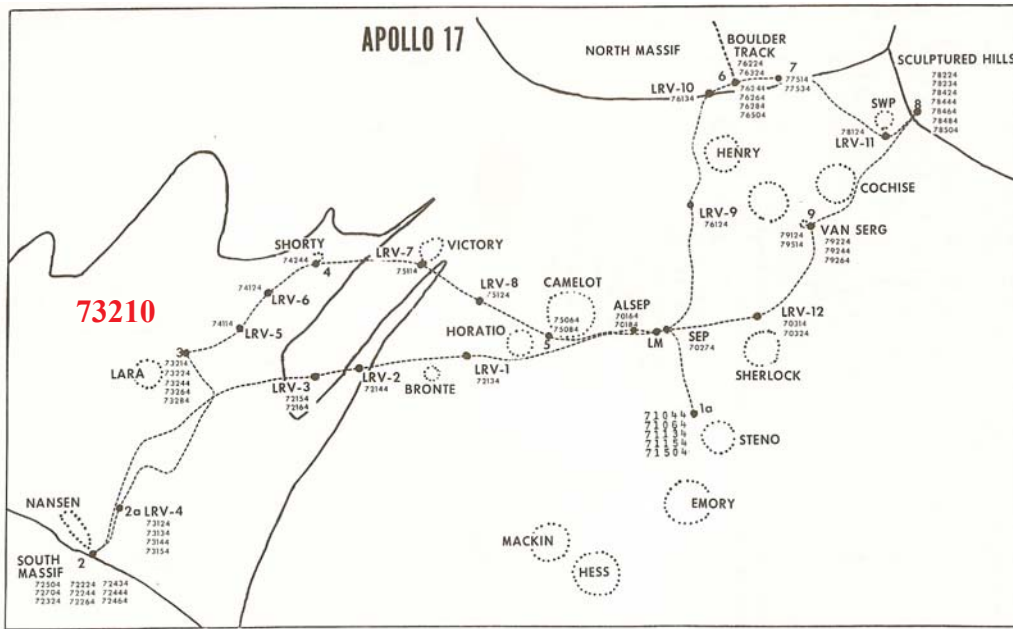 APOLLO 17
NORTH MASSIF
BOULDER
TRACK
76224
76324
6
76244
76264
76284
76504
7
77514
77534
SCULPTURED HILLS
78224
78234
78424
78444
78464
78484
78504
8
LRV-10
76134
SWP
78124
LRV-11
HENRY
COCHISE
LRV-9
76124
9
VAN SERG
79124
79514
79224
79244
79264
SHORTY
74244
4
LRV-7
75114
VICTORY
LRV-8
75124
CAMELOT
75064
75084
5
HORATIO
ALSEP
70164
70184
LM
SEP
70274
LRV-12
70314
70324
SHERLOCK
73210
74124
LRV-6
74114
LRV-5
3
73214
73224
73244
73264
73284
LARA
LRV-3
72154
72164
LRV-2
72144
BRONTE
LRV-1
72134
1a
71044
71064
71134
71154
71504
STENO
EMORY
MACKIN
HESS
NANSEN
2a LRV-4
73124
73134
73144
73154
2
SOUTH
MASSIF
72504 72224 72434
72704 72244 72444
72324 72264 72464